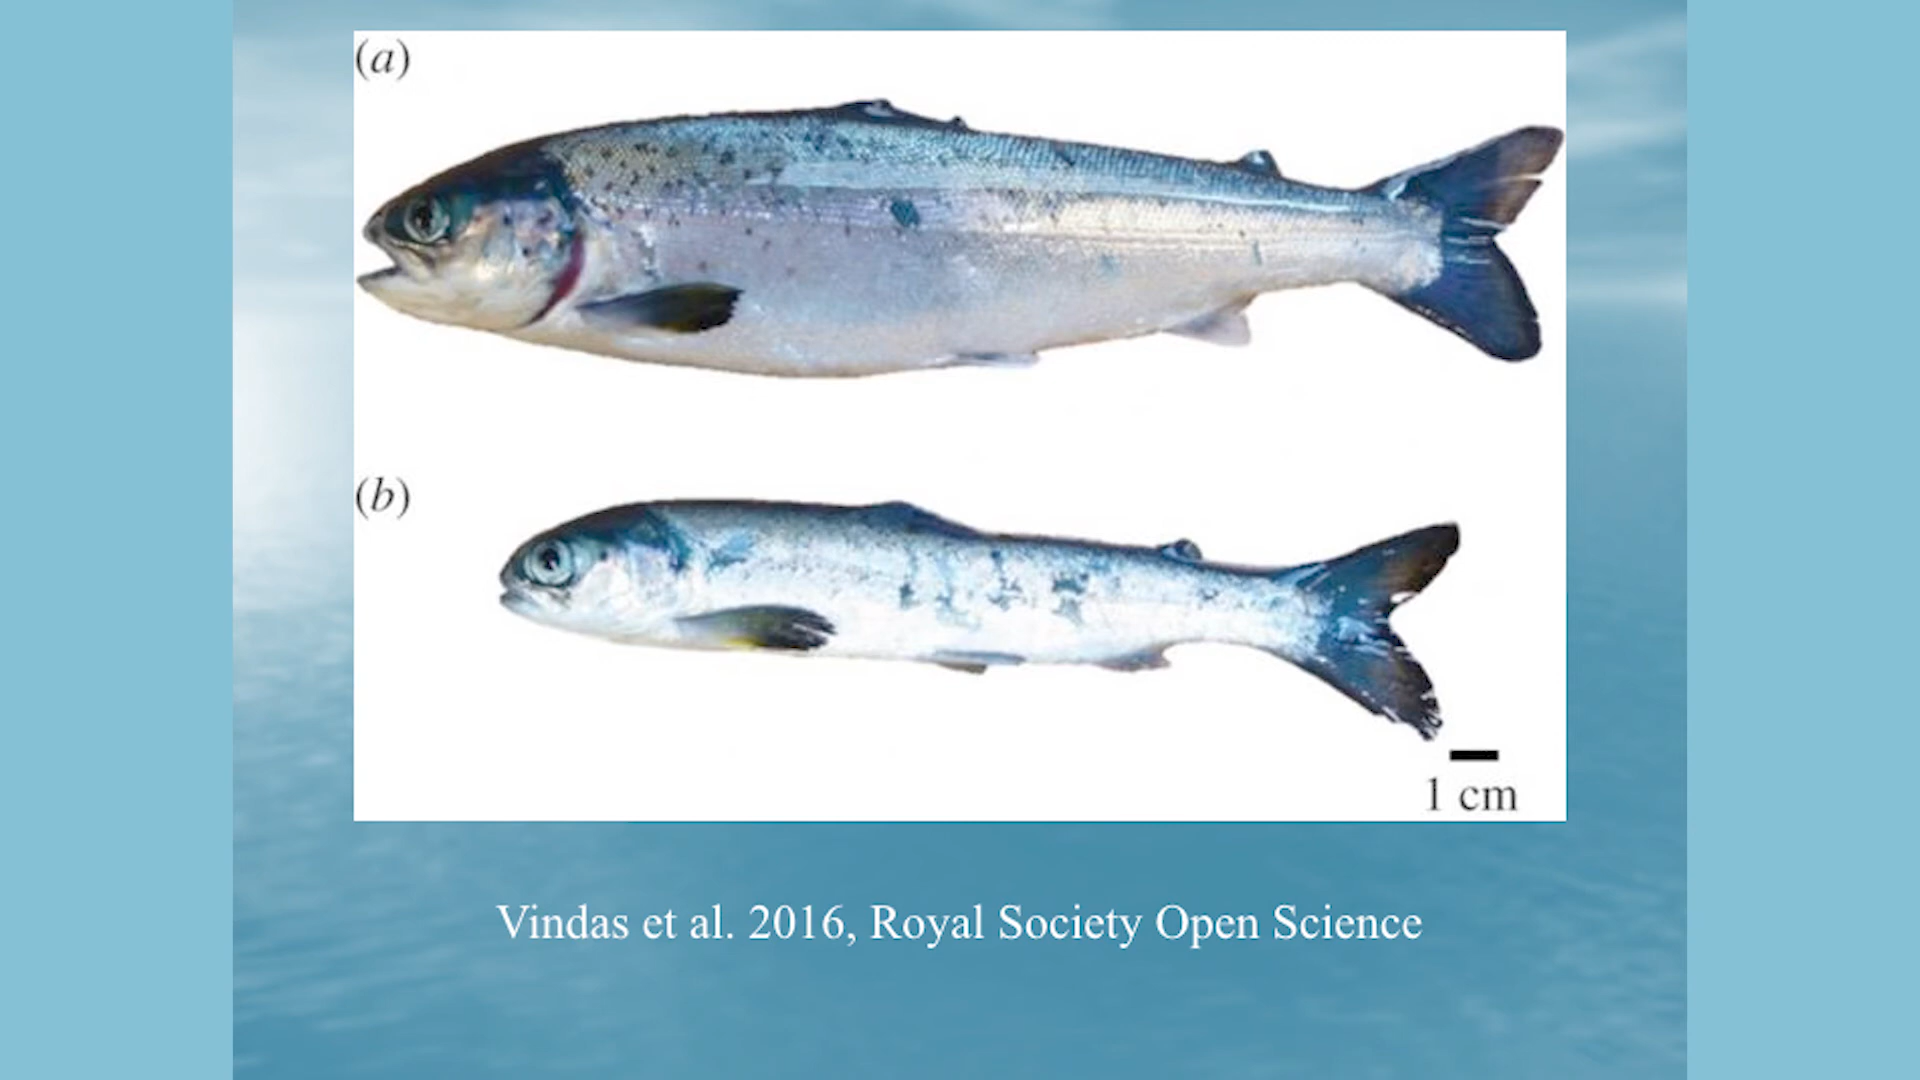 (a)
(b)
1 cm
Vindas et al. 2016, Royal Society Open Science